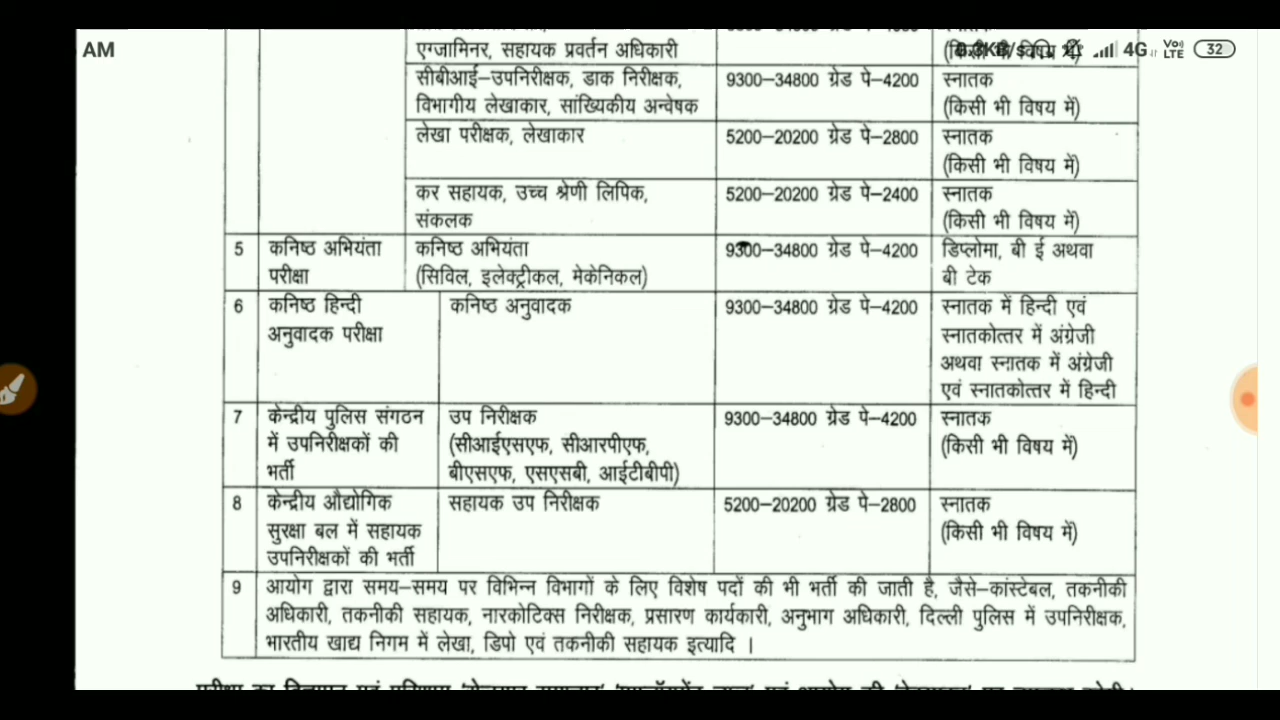 AM
4G
Vo)
LTE
32
एग्जामिनर, सहायक प्रवर्तन अधिकारी
सीबीआई–उपनिरीक्षक, डाक निरीक्षक,
विभागीय लेखाकार, सांख्यिकीय अन्वेषक
9300–34800 ग्रेड पे–4200
स्नातक
(किसी भी विषय में)
लेखा परीक्षक, लेखाकार
5200–20200 ग्रेड पे–2800
स्नातक
(किसी भी विषय में)
कर सहायक, उच्च श्रेणी लिपिक,
संकलक
5200–20200 ग्रेड पे–2400
स्नातक
(किसी भी विषय में)
5
कनिष्ठ अभियंता
परीक्षा
कनिष्ठ अभियंता
(सिविल, इलेक्ट्रीकल, मेकेनिकल)
9300–34800 ग्रेड पे–4200
डिप्लोमा, बी ई अथवा
बी टेक
6
कनिष्ठ हिन्दी
अनुवादक परीक्षा
कनिष्ठ अनुवादक
9300–34800 ग्रेड पे–4200
स्नातक में हिन्दी एवं
स्नातकोत्तर में अंग्रेजी
अथवा स्नातक में अंग्रेजी
एवं स्नातकोत्तर में हिन्दी
7
केन्द्रीय पुलिस संगठन
में उपनिरीक्षकों की
भर्ती
उप निरीक्षक
(सीआईएसएफ, सीआरपीएफ,
बीएसएफ, एसएसबी, आईटीबीपी)
9300–34800 ग्रेड पे–4200
स्नातक
(किसी भी विषय में)
8
केन्द्रीय औद्योगिक
सुरक्षा बल में सहायक
उपनिरीक्षकों की भर्ती
सहायक उप निरीक्षक
5200–20200 ग्रेड पे–2800
स्नातक
(किसी भी विषय में)
9
आयोग द्वारा समय–समय पर विभिन्न विभागों के लिए विशेष पदों की भी भर्ती की जाती है, जैसे–कांस्टेबल, तकनीकी
अधिकारी, तकनीकी सहायक, नारकोटिक्स निरीक्षक, प्रसारण कार्यकारी, अनुभाग अधिकारी, दिल्ली पुलिस में उपनिरीक्षक,
भारतीय खाद्य निगम में लेखा, डिपो एवं तकनीकी सहायक इत्यादि ।